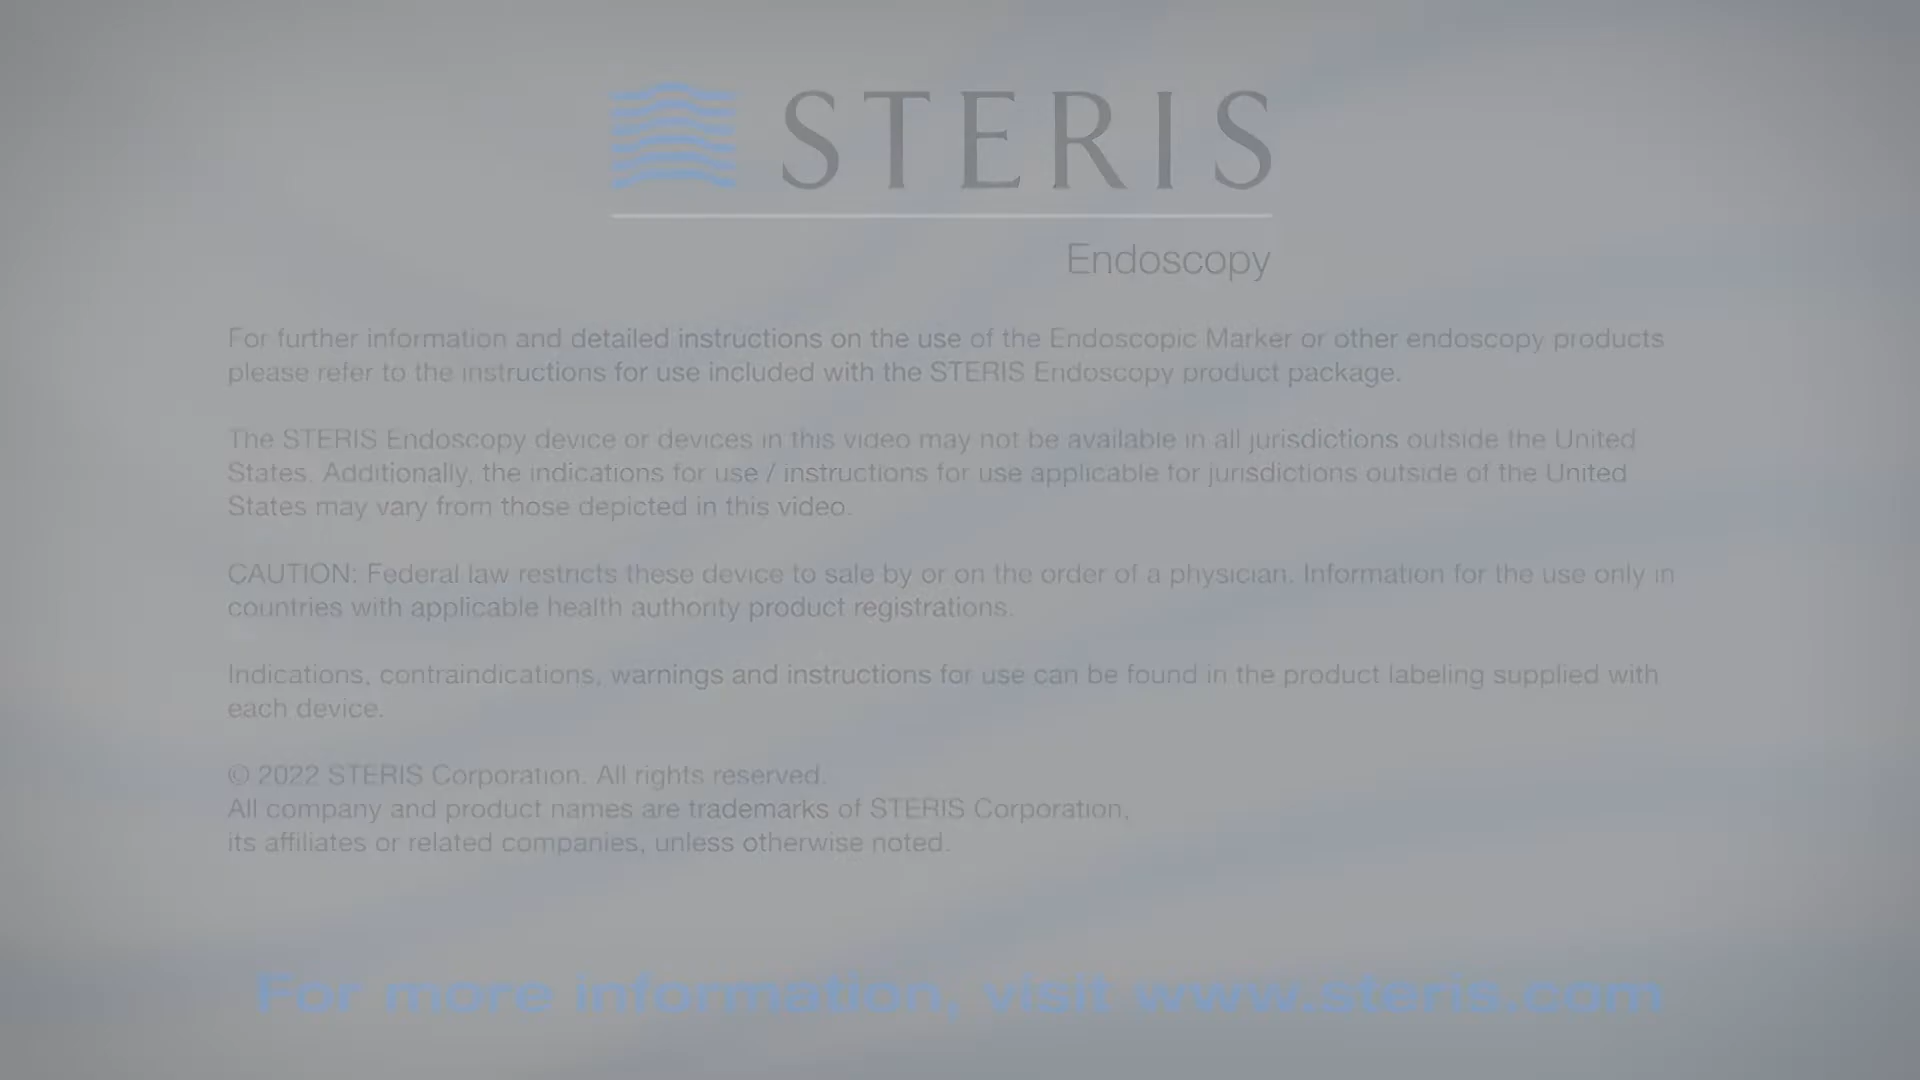 STERIS
Endoscopy
For further information and detailed instructions on the use of the Endoscopic Marker or other endoscopy products
please refer to the instructions for use included with the STERIS Endoscopy product package.
The STERIS Endoscopy device or devices in this video may not be available in all jurisdictions outside the United
States. Additionally, the indications for use / instructions for use applicable for jurisdictions outside of the United
States may vary from those depicted in this video.
CAUTION: Federal law restricts these device to sale by or on the order of a physician. Information for the use only in
countries with applicable health authority product registrations.
Indications, contraindications, warnings and instructions for use can be found in the product labeling supplied with
each device.
© 2022 STERIS Corporation. All rights reserved.
All company and product names are trademarks of STERIS Corporation,
its affiliates or related companies, unless otherwise noted.
For more information, visit www.steris.com